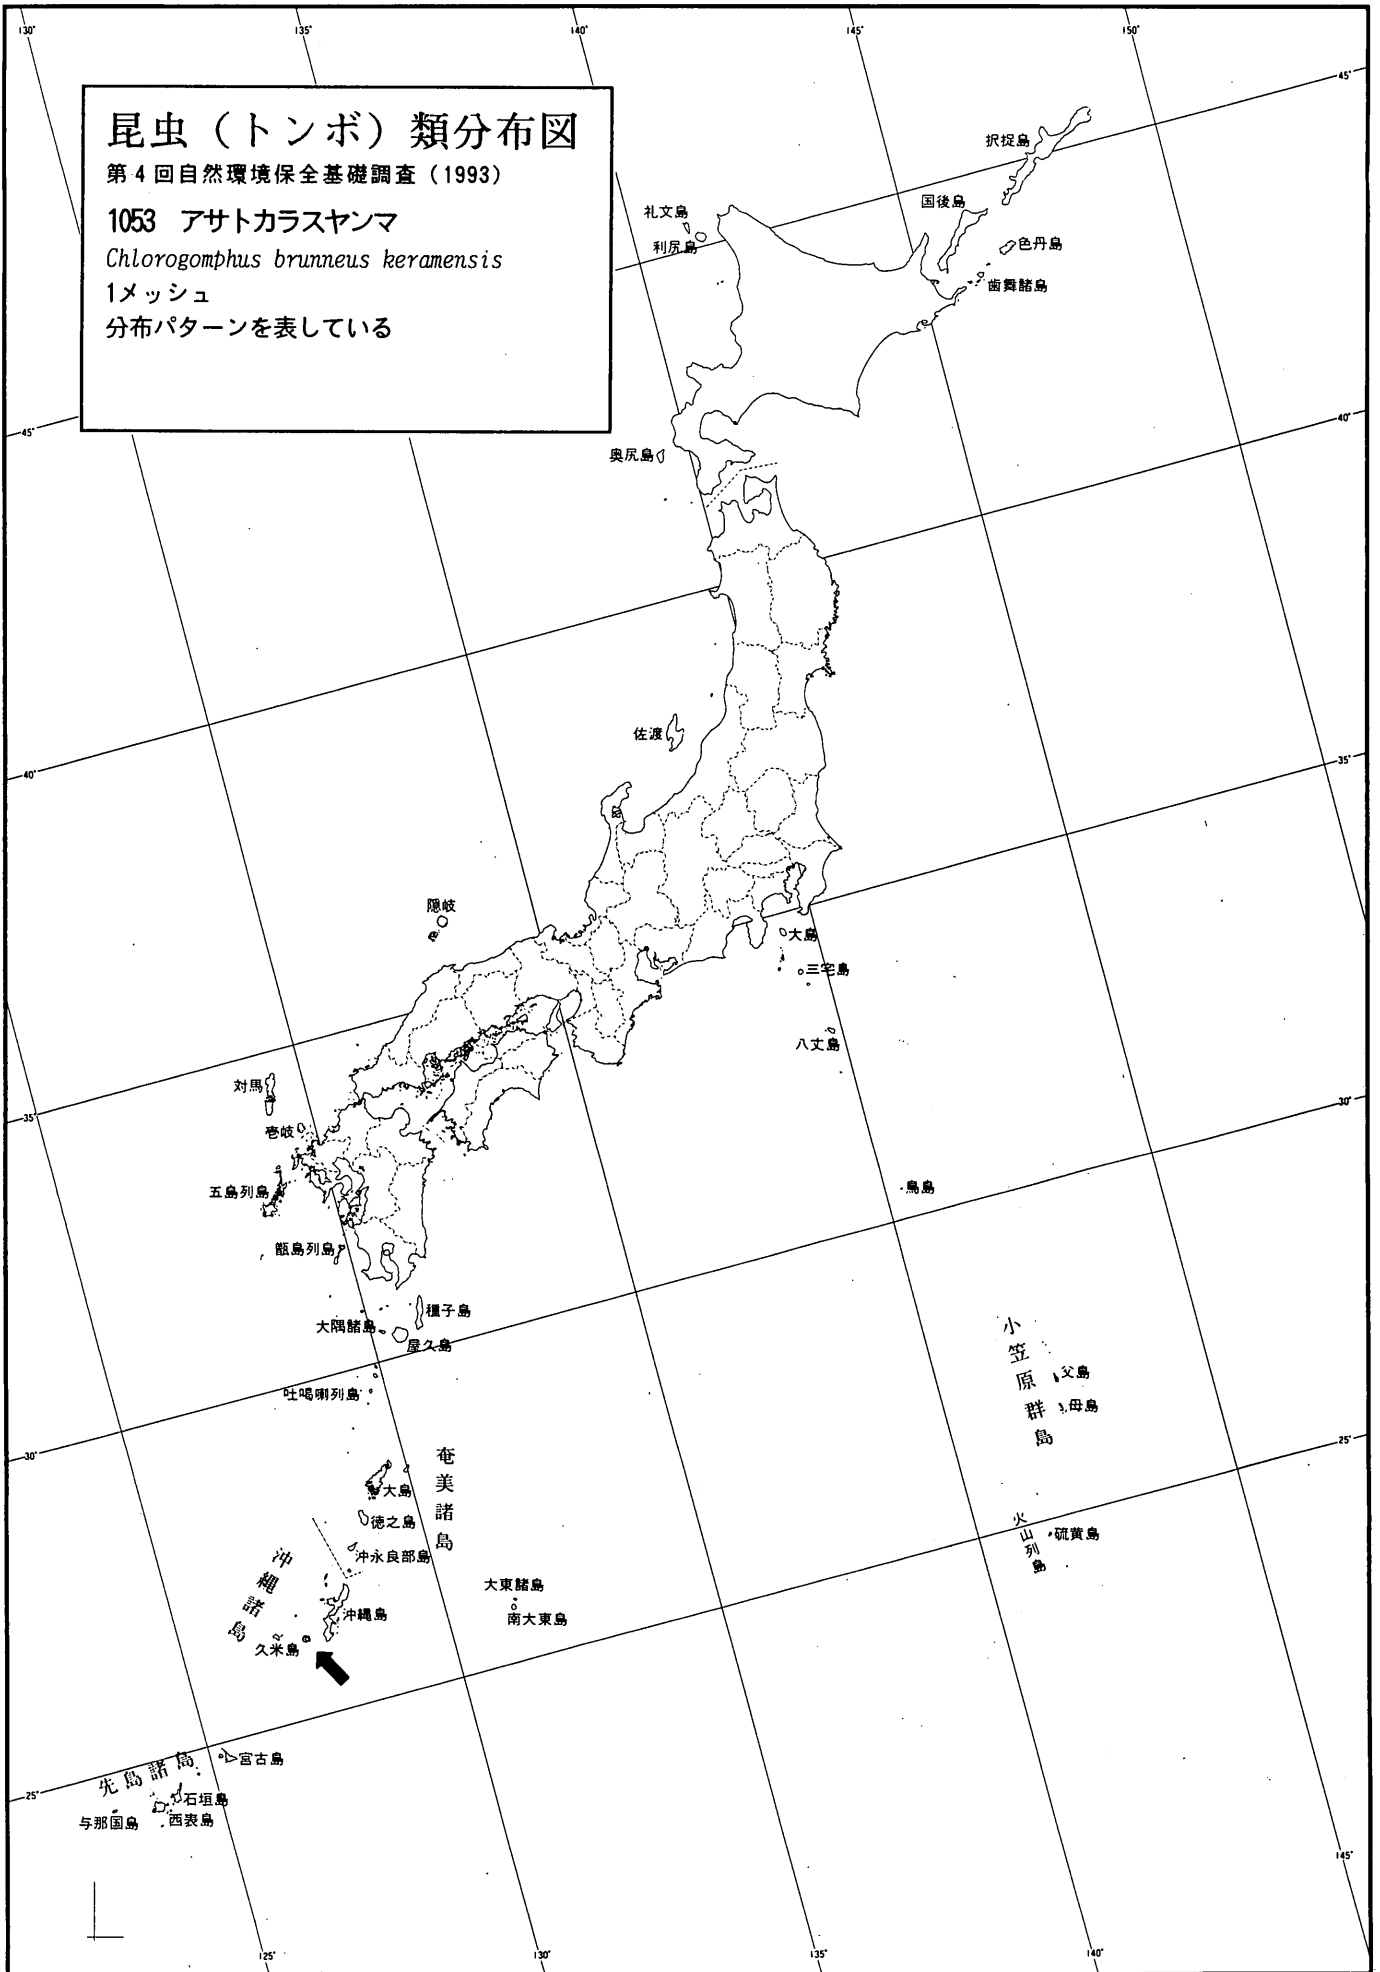 130°
135°
140°
145°
150°
45°
昆虫（トンボ）類分布図
第4回自然環境保全基礎調査（1993）
1053 アサトカラスヤンマ
Chlorogomphus brunneus keramensis
1メッシュ
分布パターンを表している
択捉島
国後島
礼文島
利尻島
色丹島
歯舞諸島
40°
45°
奥尻島
佐渡
35°
40°
隠岐
大島
三宅島
八丈島
対馬
30°
35°
壱岐
五島列島
鳥島
甑島列島
種子島
大隅諸島
屋久島
小笠原群島
父島
吐喝喇列島
母島
25°
30°
奄美諸島
大島
徳之島
火山列島
硫黄島
沖永良部島
沖縄諸島
大東諸島
沖縄島
南大東島
久米島
宮古島
先島諸島
25°
石垣島
与那国島
西表島
145°
125°
130°
135°
140°